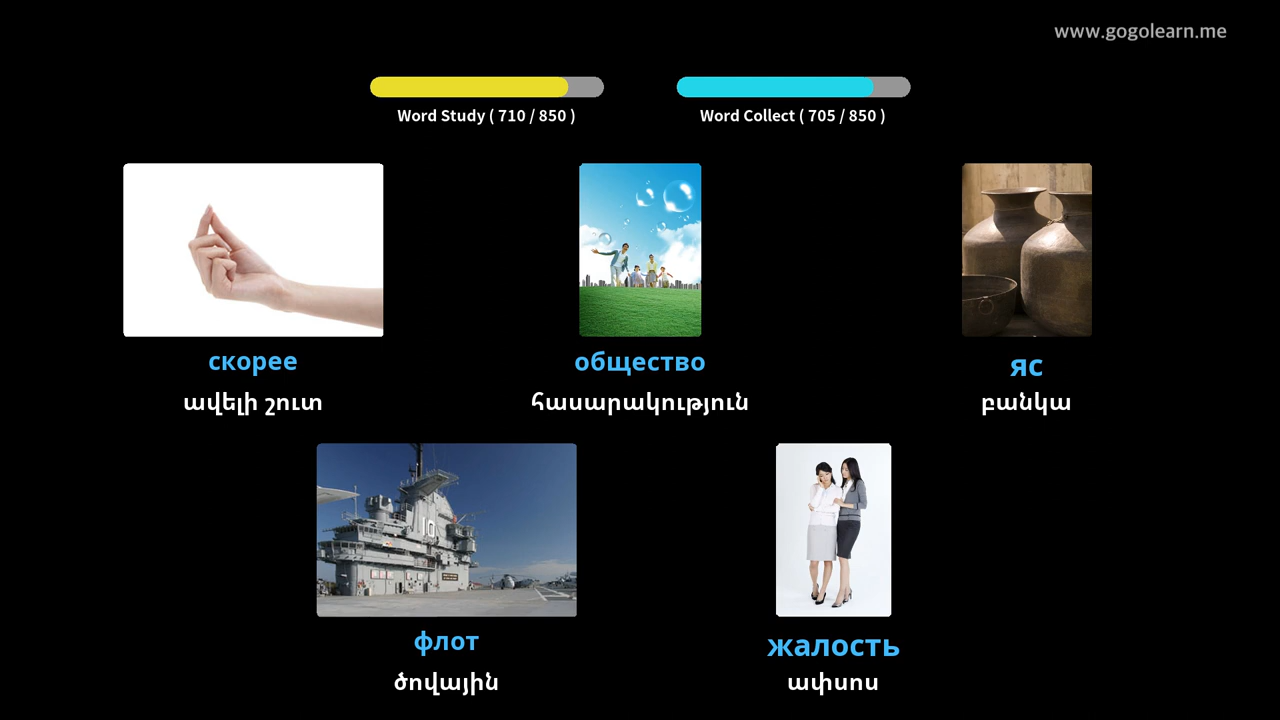 www.gogolearn.me
Word Study ( 710 / 850 )
Word Collect ( 705 / 850 )
скорее
ավելի շուտ
общество
հասարակություն
яс
բանկա
флот
ծովային
жалость
ափսոս